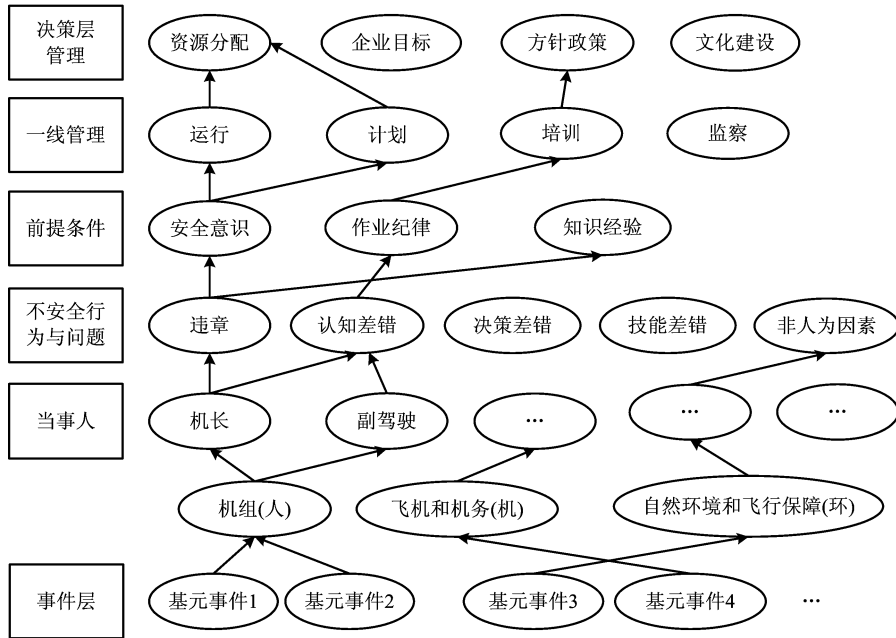 决策层
管理
资源分配
企业目标
方针政策
文化建设
一线管理
运行
计划
培训
监察
前提条件
安全意识
作业纪律
知识经验
不安全行
为与问题
违章
认知差错
决策差错
技能差错
非人为因素
当事人
机长
副驾驶
…
…
…
机组(人)
飞机和机务(机)
自然环境和飞行保障(环)
事件层
基元事件1
基元事件2
基元事件3
基元事件4
…